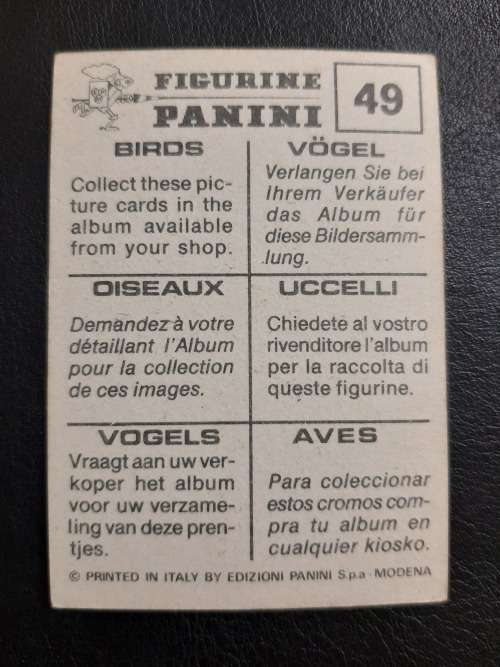 FIGURINE
PANINI
49
BIRDS
Collect these pic-
ture cards in the
album available
from your shop.
VÖGEL
Verlangen Sie bei
Ihrem Verkäufer
das Album für
diese Bildersamm-
lung.
OISEAUX
Demandez à votre
détaillant l'Album
pour la collection
de ces images.
UCCELLI
Chiedete al vostro
rivenditore l'album
per la raccolta di
queste figurine.
VOGELS
Vraagt aan uw ver-
koper het album
voor uw verzame-
ling van deze pren-
tjes.
AVES
Para coleccionar
estos cromos com-
pra tu album en
cualquier kiosko.
© PRINTED IN ITALY BY EDIZIONI PANINI S.p.a - MODENA